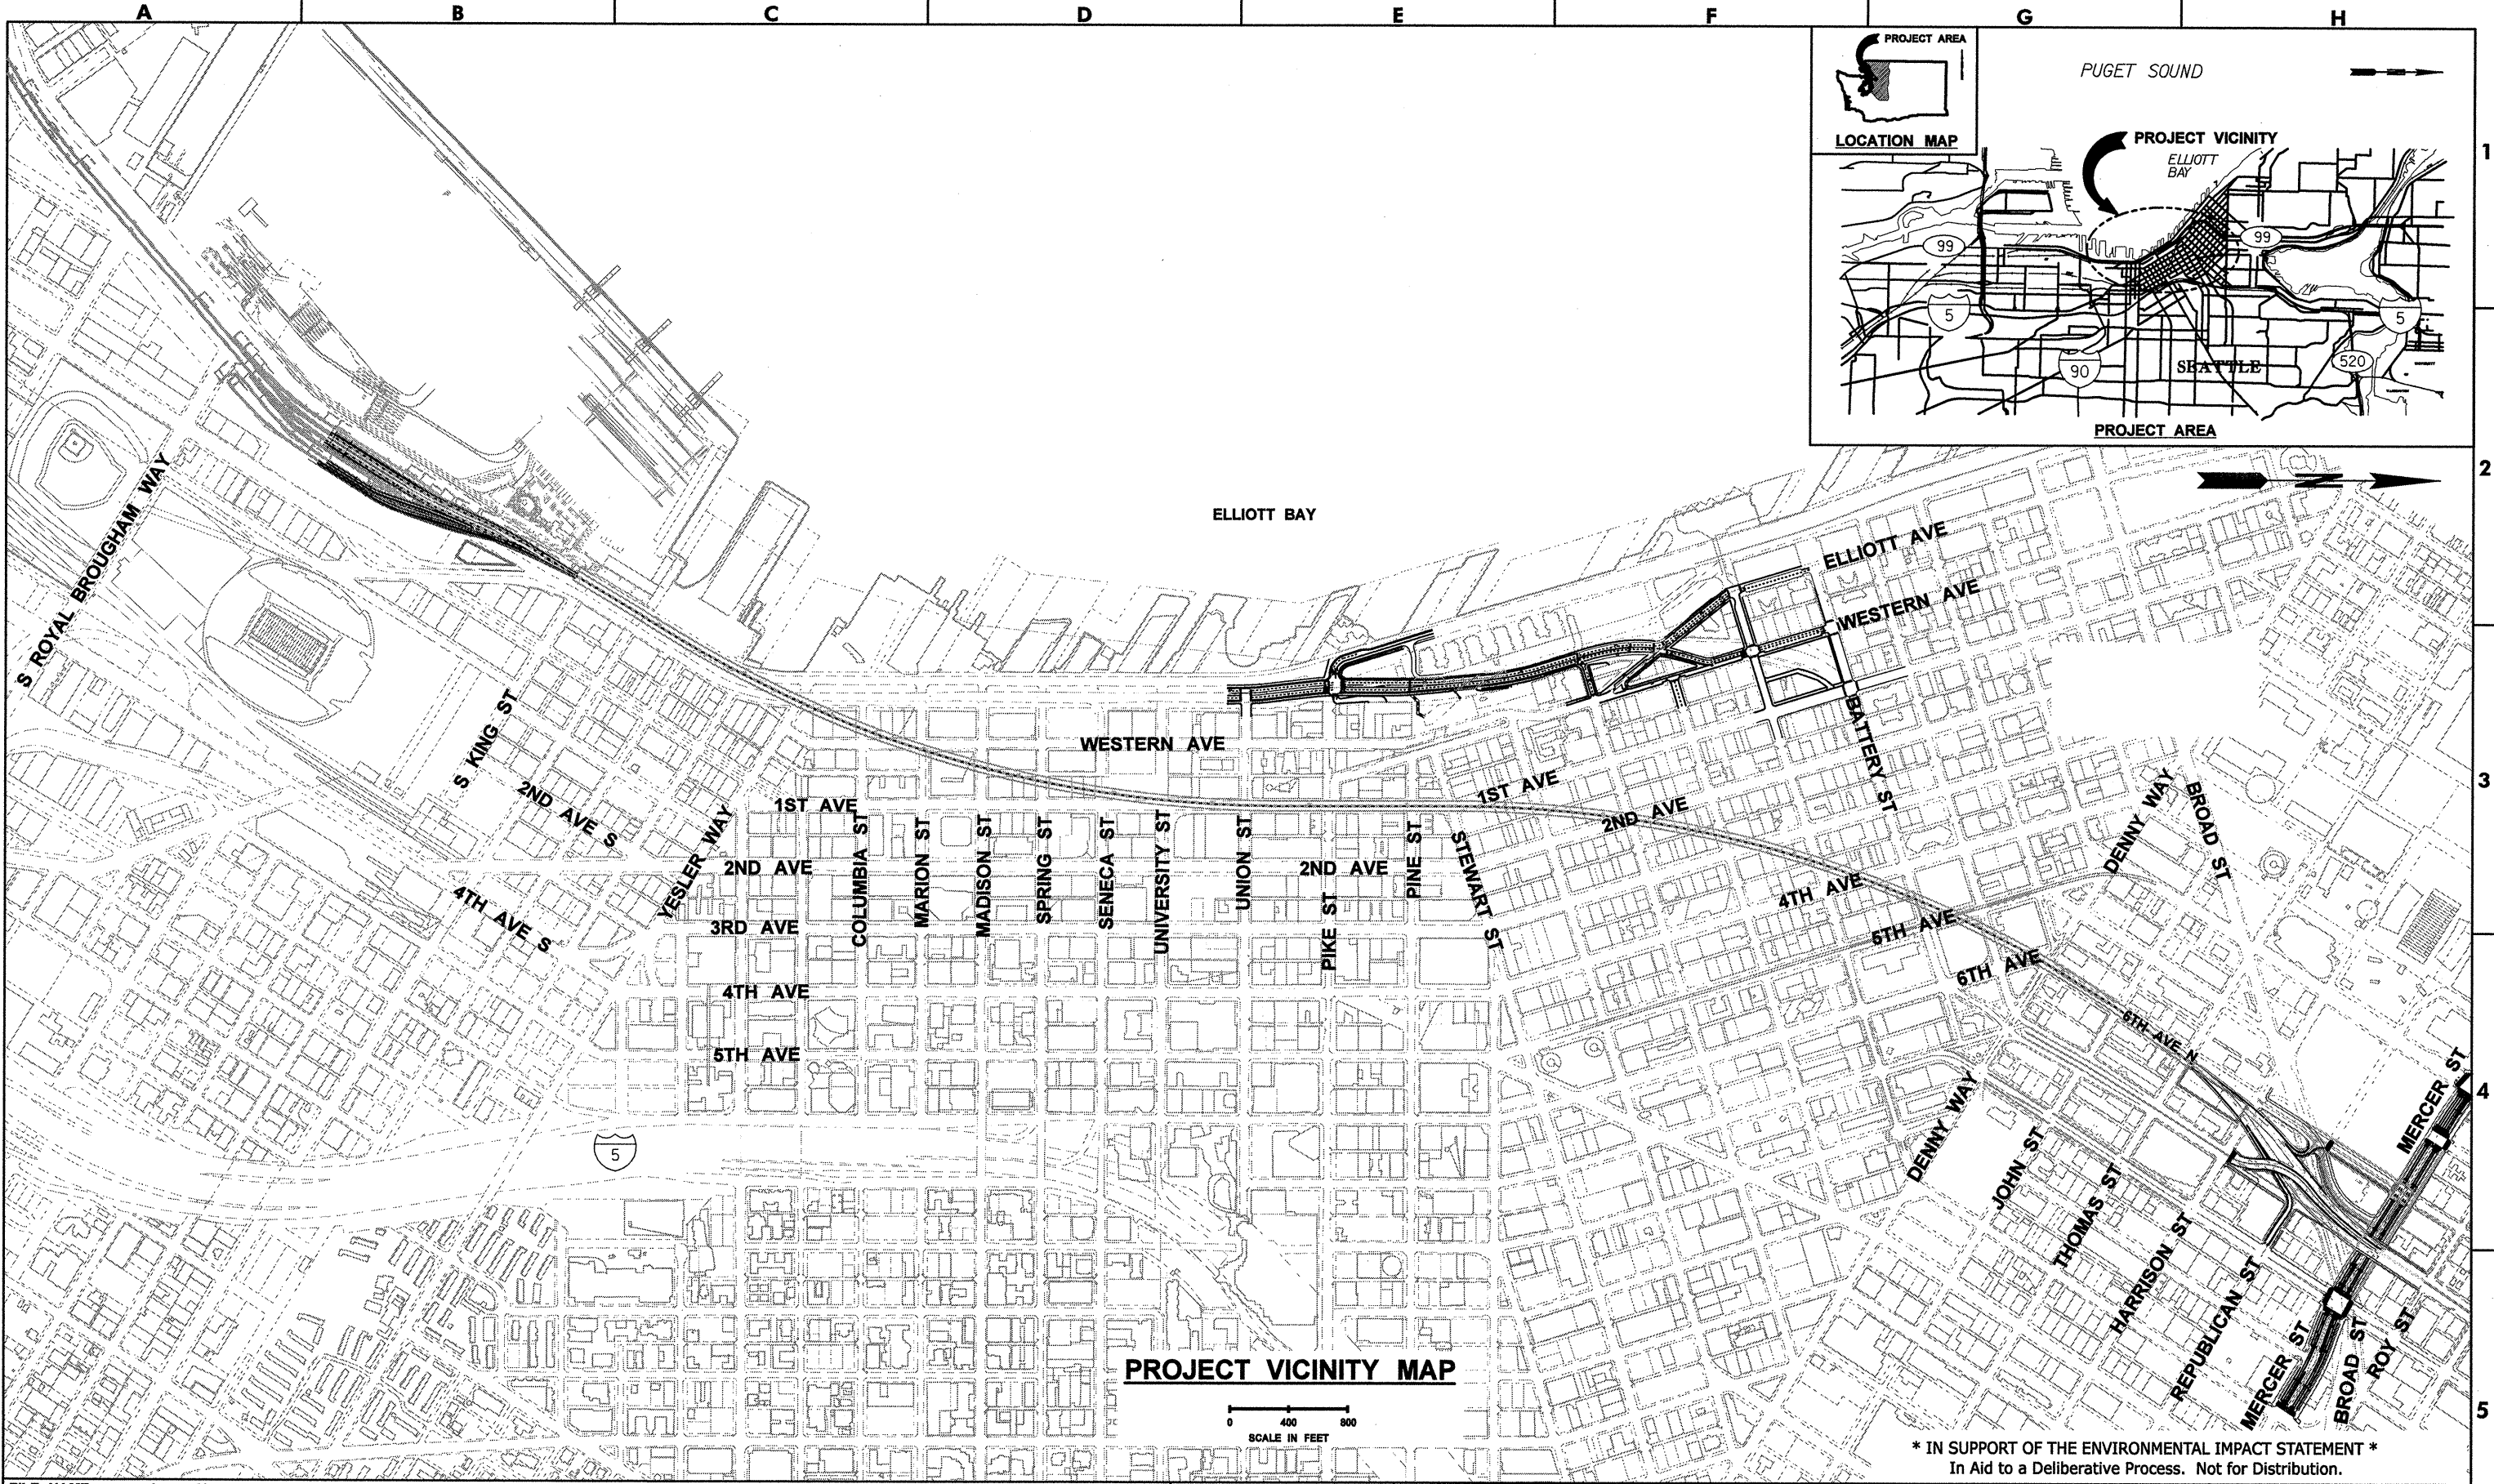 A B C D E F G H
1
2
3
4
5
PROJECT AREA
LOCATION MAP
PUGET SOUND
PROJECT VICINITY
ELLIOTT
BAY
99
99
5
5
90
SEATTLE
520
PROJECT AREA
N
ELLIOTT BAY
ELLIOTT AVE
WESTERN AVE
S ROYAL BROUGHAM WAY
S KING ST
2ND AVE S
4TH AVE S
YESLER WAY
WESTERN AVE
1ST AVE
2ND AVE
3RD AVE
4TH AVE
5TH AVE
COLUMBIA ST
MARION ST
MADISON ST
SPRING ST
SENECA ST
UNIVERSITY ST
UNION ST
2ND AVE
PIKE ST
PINE ST
STEWART ST
1ST AVE
2ND AVE
BATTERY ST
4TH AVE
5TH AVE
6TH AVE
6TH AVE N
DENNY WAY
BROAD ST
MERCER ST
DENNY WAY
JOHN ST
THOMAS ST
HARRISON ST
REPUBLICAN ST
MERCER ST
BROAD ST
ROY ST
5
PROJECT VICINITY MAP
0 400 800
SCALE IN FEET
* IN SUPPORT OF THE ENVIRONMENTAL IMPACT STATEMENT *
In Aid to a Deliberative Process. Not for Distribution.